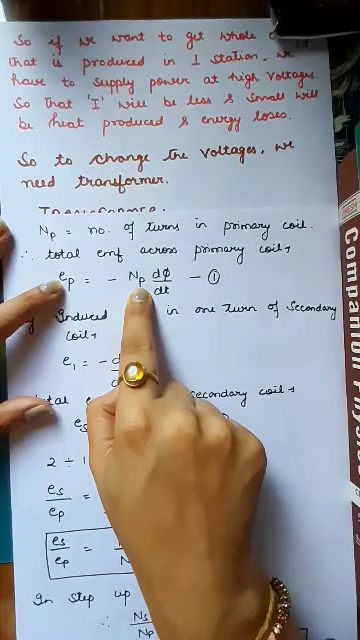 So if we want to get whole
that is produced in 1 station, we
have to supply power at high voltages.
So that 'I' will be less & small will
be heat produced & energy loses.
So to change the voltages, we
need transformer.
Np = no. of turns in primary coil.
∴ total emf across primary coil→
ep = - Np dϕ/dt - ①
Induced in one turn of Secondary
coil→
e1 = -
secondary coil→
es
2 ÷ 1
es/ep =
es/ep =
In step up
∴ Ns/Np
Companion